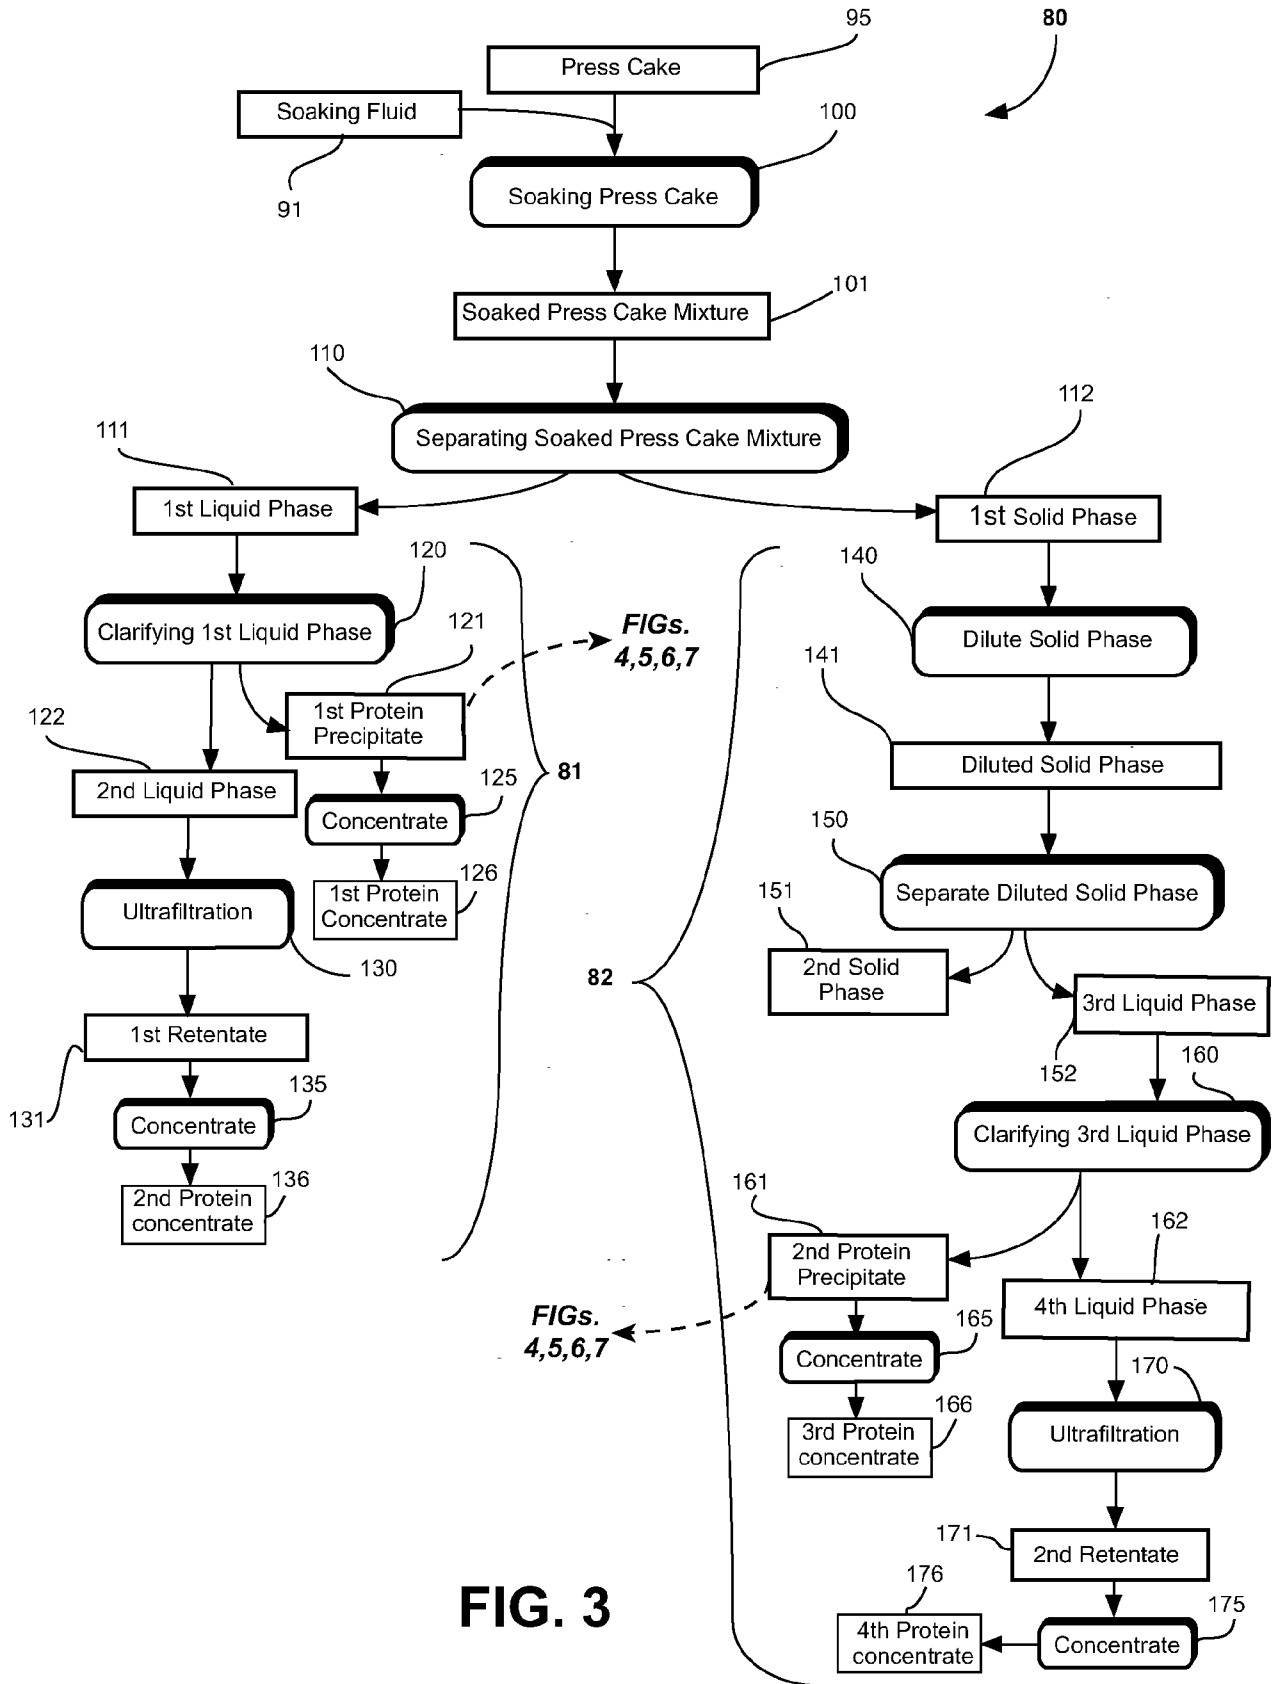 95
80
Press Cake
Soaking Fluid
100
91
Soaking Press Cake
101
Soaked Press Cake Mixture
110
112
111
Separating Soaked Press Cake Mixture
1st Liquid Phase
1st Solid Phase
120
140
121
FIGs.
4,5,6,7
Clarifying 1st Liquid Phase
Dilute Solid Phase
141
122
1st Protein
Precipitate
Diluted Solid Phase
81
125
2nd Liquid Phase
Concentrate
150
126
1st Protein
Concentrate
151
Separate Diluted Solid Phase
Ultrafiltration
130
82
2nd Solid
Phase
3rd Liquid Phase
1st Retentate
152
160
131
135
Concentrate
Clarifying 3rd Liquid Phase
136
2nd Protein
concentrate
161
162
2nd Protein
Precipitate
4th Liquid Phase
FIGs.
4,5,6,7
165
Concentrate
170
166
3rd Protein
concentrate
Ultrafiltration
171
2nd Retentate
176
175
4th Protein
concentrate
Concentrate
FIG. 3